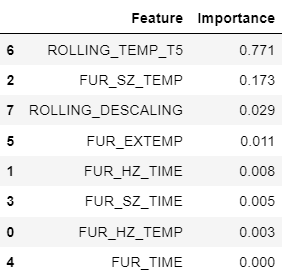 Feature Importance
6 ROLLING_TEMP_T5 0.771
2 FUR_SZ_TEMP 0.173
7 ROLLING_DESCALING 0.029
5 FUR_EXTEMP 0.011
1 FUR_HZ_TIME 0.008
3 FUR_SZ_TIME 0.005
0 FUR_HZ_TEMP 0.003
4 FUR_TIME 0.000